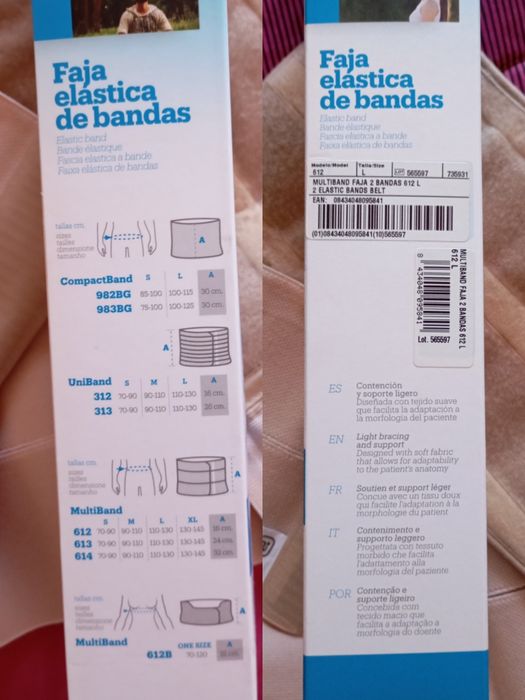 Faja
elástica
de bandas
Elastic band
Bande élastique
Fascia elastica a bande
Faixa elástica de bandas
tallas cm.
sizes
tailles
dimensione
tamanho
A
CompactBand S L A
982BG 85-100 100-115 30 cm.
983BG 75-100 100-125 30 cm.
A
UniBand S M L A
312 70-90 90-110 110-130 16 cm.
313 70-90 90-110 110-130 26 cm.
tallas cm.
sizes
tailles
dimensione
tamanho
A
MultiBand
S M L XL A
612 70-90 90-110 110-130 130-145 16 cm.
613 70-90 90-110 110-130 130-145 24 cm.
614 70-90 90-110 110-130 130-145 32 cm.
tallas cm.
sizes
tailles
dimensione
tamanho
A
MultiBand ONE SIZE A
612B 70-120
Faja
elástica
de bandas
Elastic band
Bande élastique
Fascia elastica a bande
Faixa elástica de bandas
Modelo/Model Talla/Size
612 L LOT 565597 735931
MULTIBAND FAJA 2 BANDAS 612 L
2 ELASTIC BANDS BELT
EAN: 08434048095841
(01)08434048095841(10)565597
MULTIBAND FAJA 2 BANDAS 612 L
612 L
8 434048 095841
Lot. 565597
ES Contención
y soporte ligero
Diseñada con tejido suave
que facilita la adaptación a
la morfología del paciente
EN Light bracing
and support
Designed with soft fabric
that allows for adaptability
to the patient's anatomy
FR Soutien et support léger
Concue avec un tissu doux
qui facilite l'adaptation à la
morphologie du patient
IT Contenimento e
supporto leggero
Progettata con tessuto
morbido che facilita
l'adattamento alla
morfologia del paziente
POR Contenção e
suporte ligeiro
Concebida com
tecido macio que
facilita a adaptação a
morfologia do doente